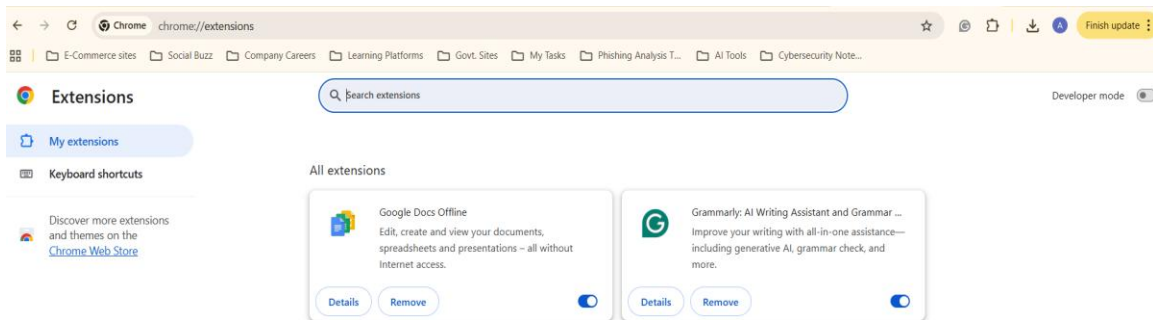 Chrome chrome://extensions A Finish update
E-Commerce sites Social Buzz Company Careers Learning Platforms Govt. Sites My Tasks Phishing Analysis T... AI Tools Cybersecurity Note...
Extensions
Search extensions
Developer mode
My extensions
Keyboard shortcuts
Discover more extensions
and themes on the
Chrome Web Store
All extensions
Google Docs Offline
Edit, create and view your documents,
spreadsheets and presentations – all without
Internet access.
Details Remove
Grammarly: AI Writing Assistant and Grammar ...
Improve your writing with all-in-one assistance—
including generative AI, grammar check, and
more.
Details Remove